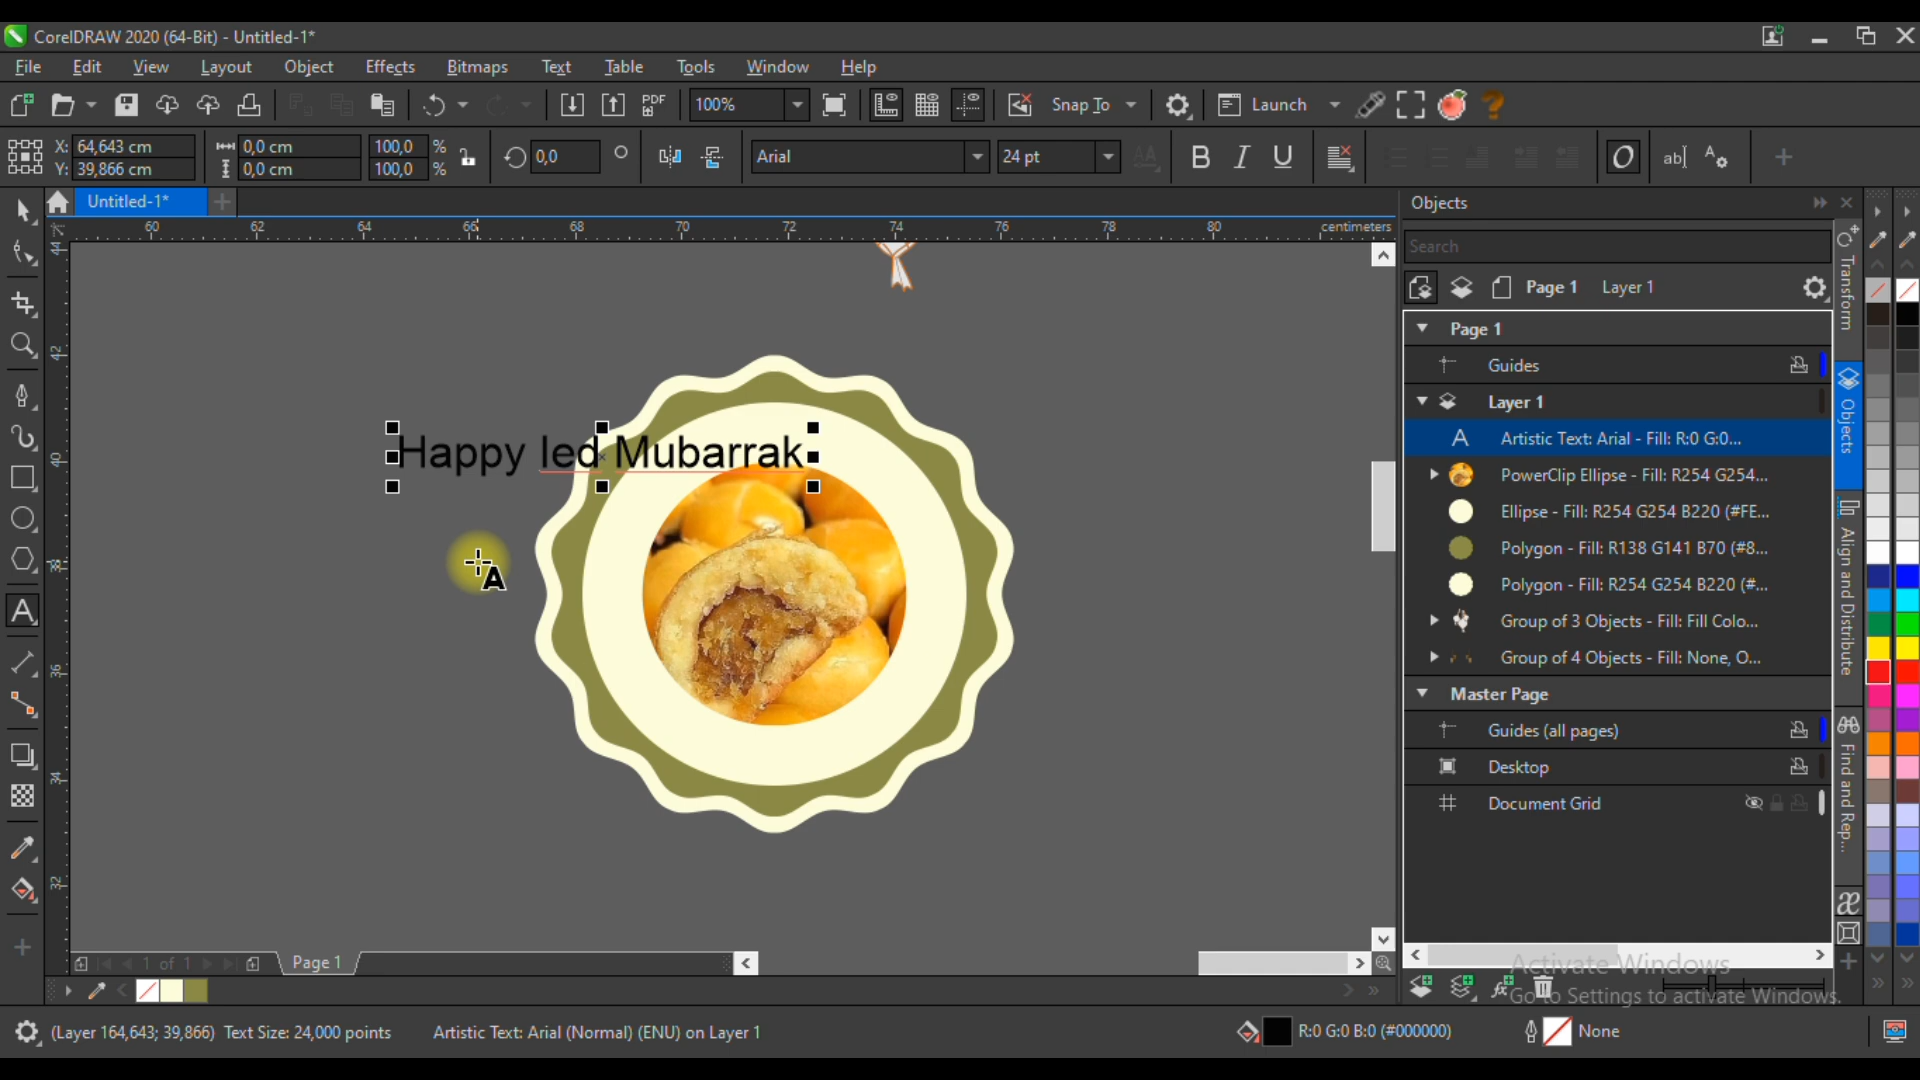 CorelDRAW 2020 (64-Bit) - Untitled-1*
File Edit View Layout Object Effects Bitmaps Text Table Tools Window Help
PDF 100% Snap To Launch
X: 64,643 cm 0,0 cm 100,0 % 0,0 Arial 24 pt B I U O ab|
Y: 39,866 cm 0,0 cm 100,0 %
Untitled-1*
60 62 64 66 68 70 72 74 76 78 80 centimeters
44
42
40
38
36
34
32
Happy Ied Mubarrak
A
1 of 1 Page 1
Objects
Search
Page 1 Layer 1
Page 1
Guides
Layer 1
A Artistic Text: Arial - Fill: R:0 G:0...
PowerClip Ellipse - Fill: R254 G254...
Ellipse - Fill: R254 G254 B220 (#FE...
Polygon - Fill: R138 G141 B70 (#8...
Polygon - Fill: R254 G254 B220 (#...
Group of 3 Objects - Fill: Fill Colo...
Group of 4 Objects - Fill: None, O...
Master Page
Guides (all pages)
Desktop
Document Grid
Transform
Objects
Align and Distribute
Find and Rep...
Activate Windows
Go to Settings to activate Windows.
(Layer 164,643; 39,866) Text Size: 24,000 points Artistic Text: Arial (Normal) (ENU) on Layer 1 R:0 G:0 B:0 (#000000) None